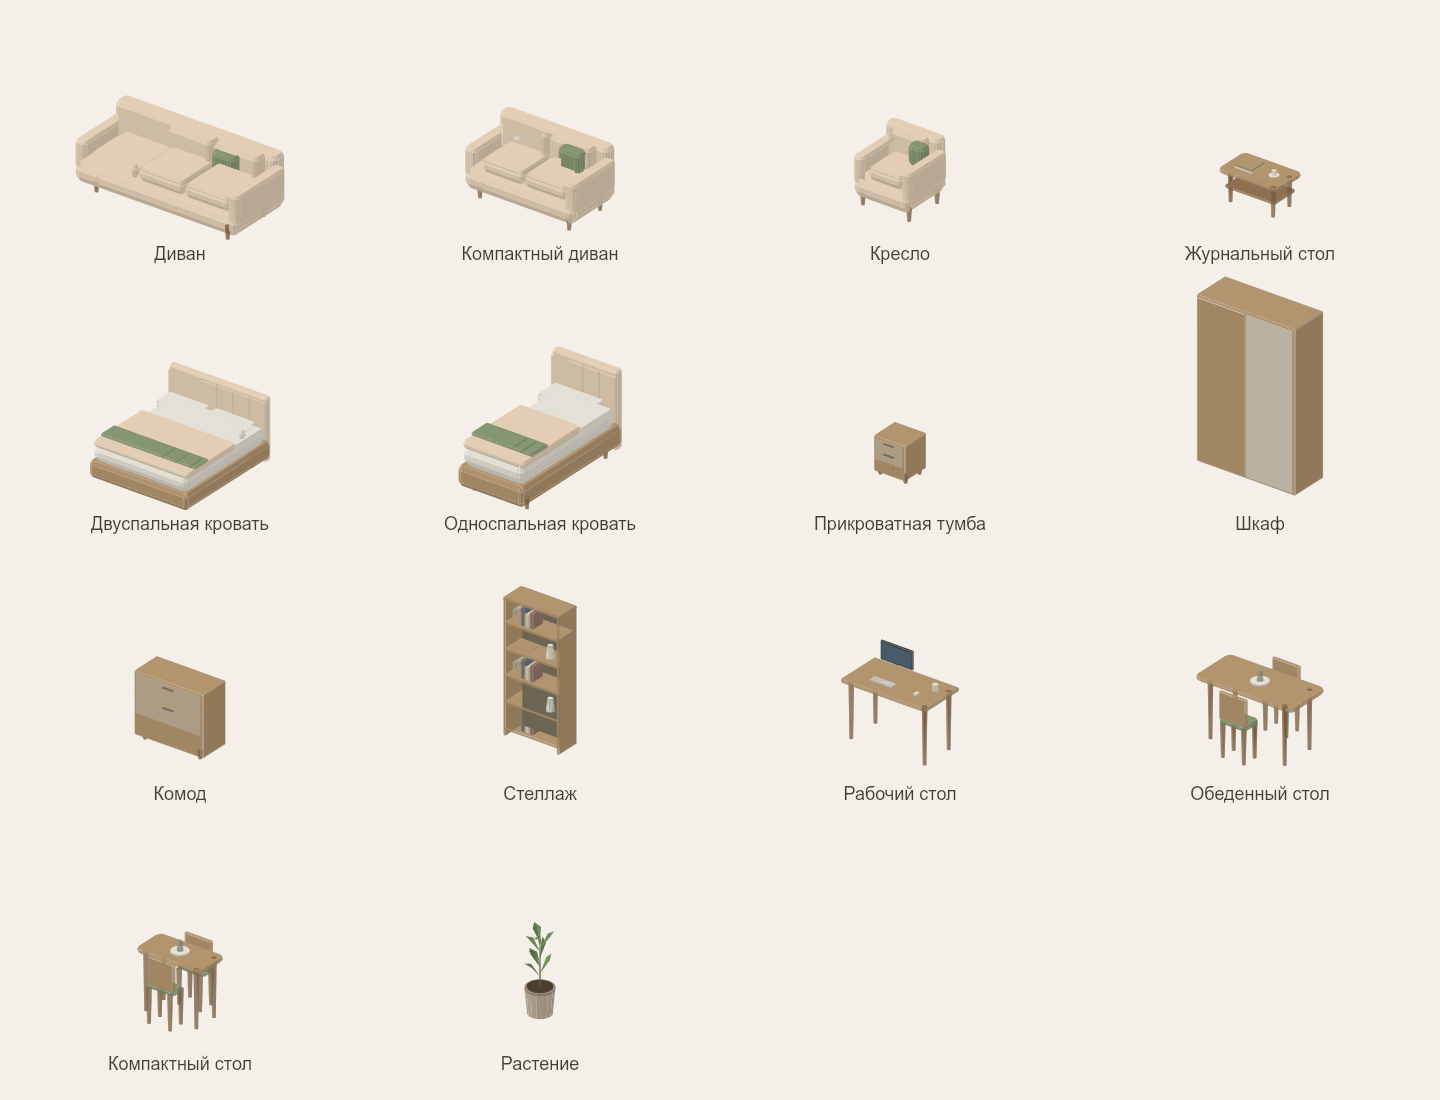 Диван
Компактный диван
Кресло
Журнальный стол
Двуспальная кровать
Односпальная кровать
Прикроватная тумба
Шкаф
Комод
Стеллаж
Рабочий стол
Обеденный стол
Компактный стол
Растение